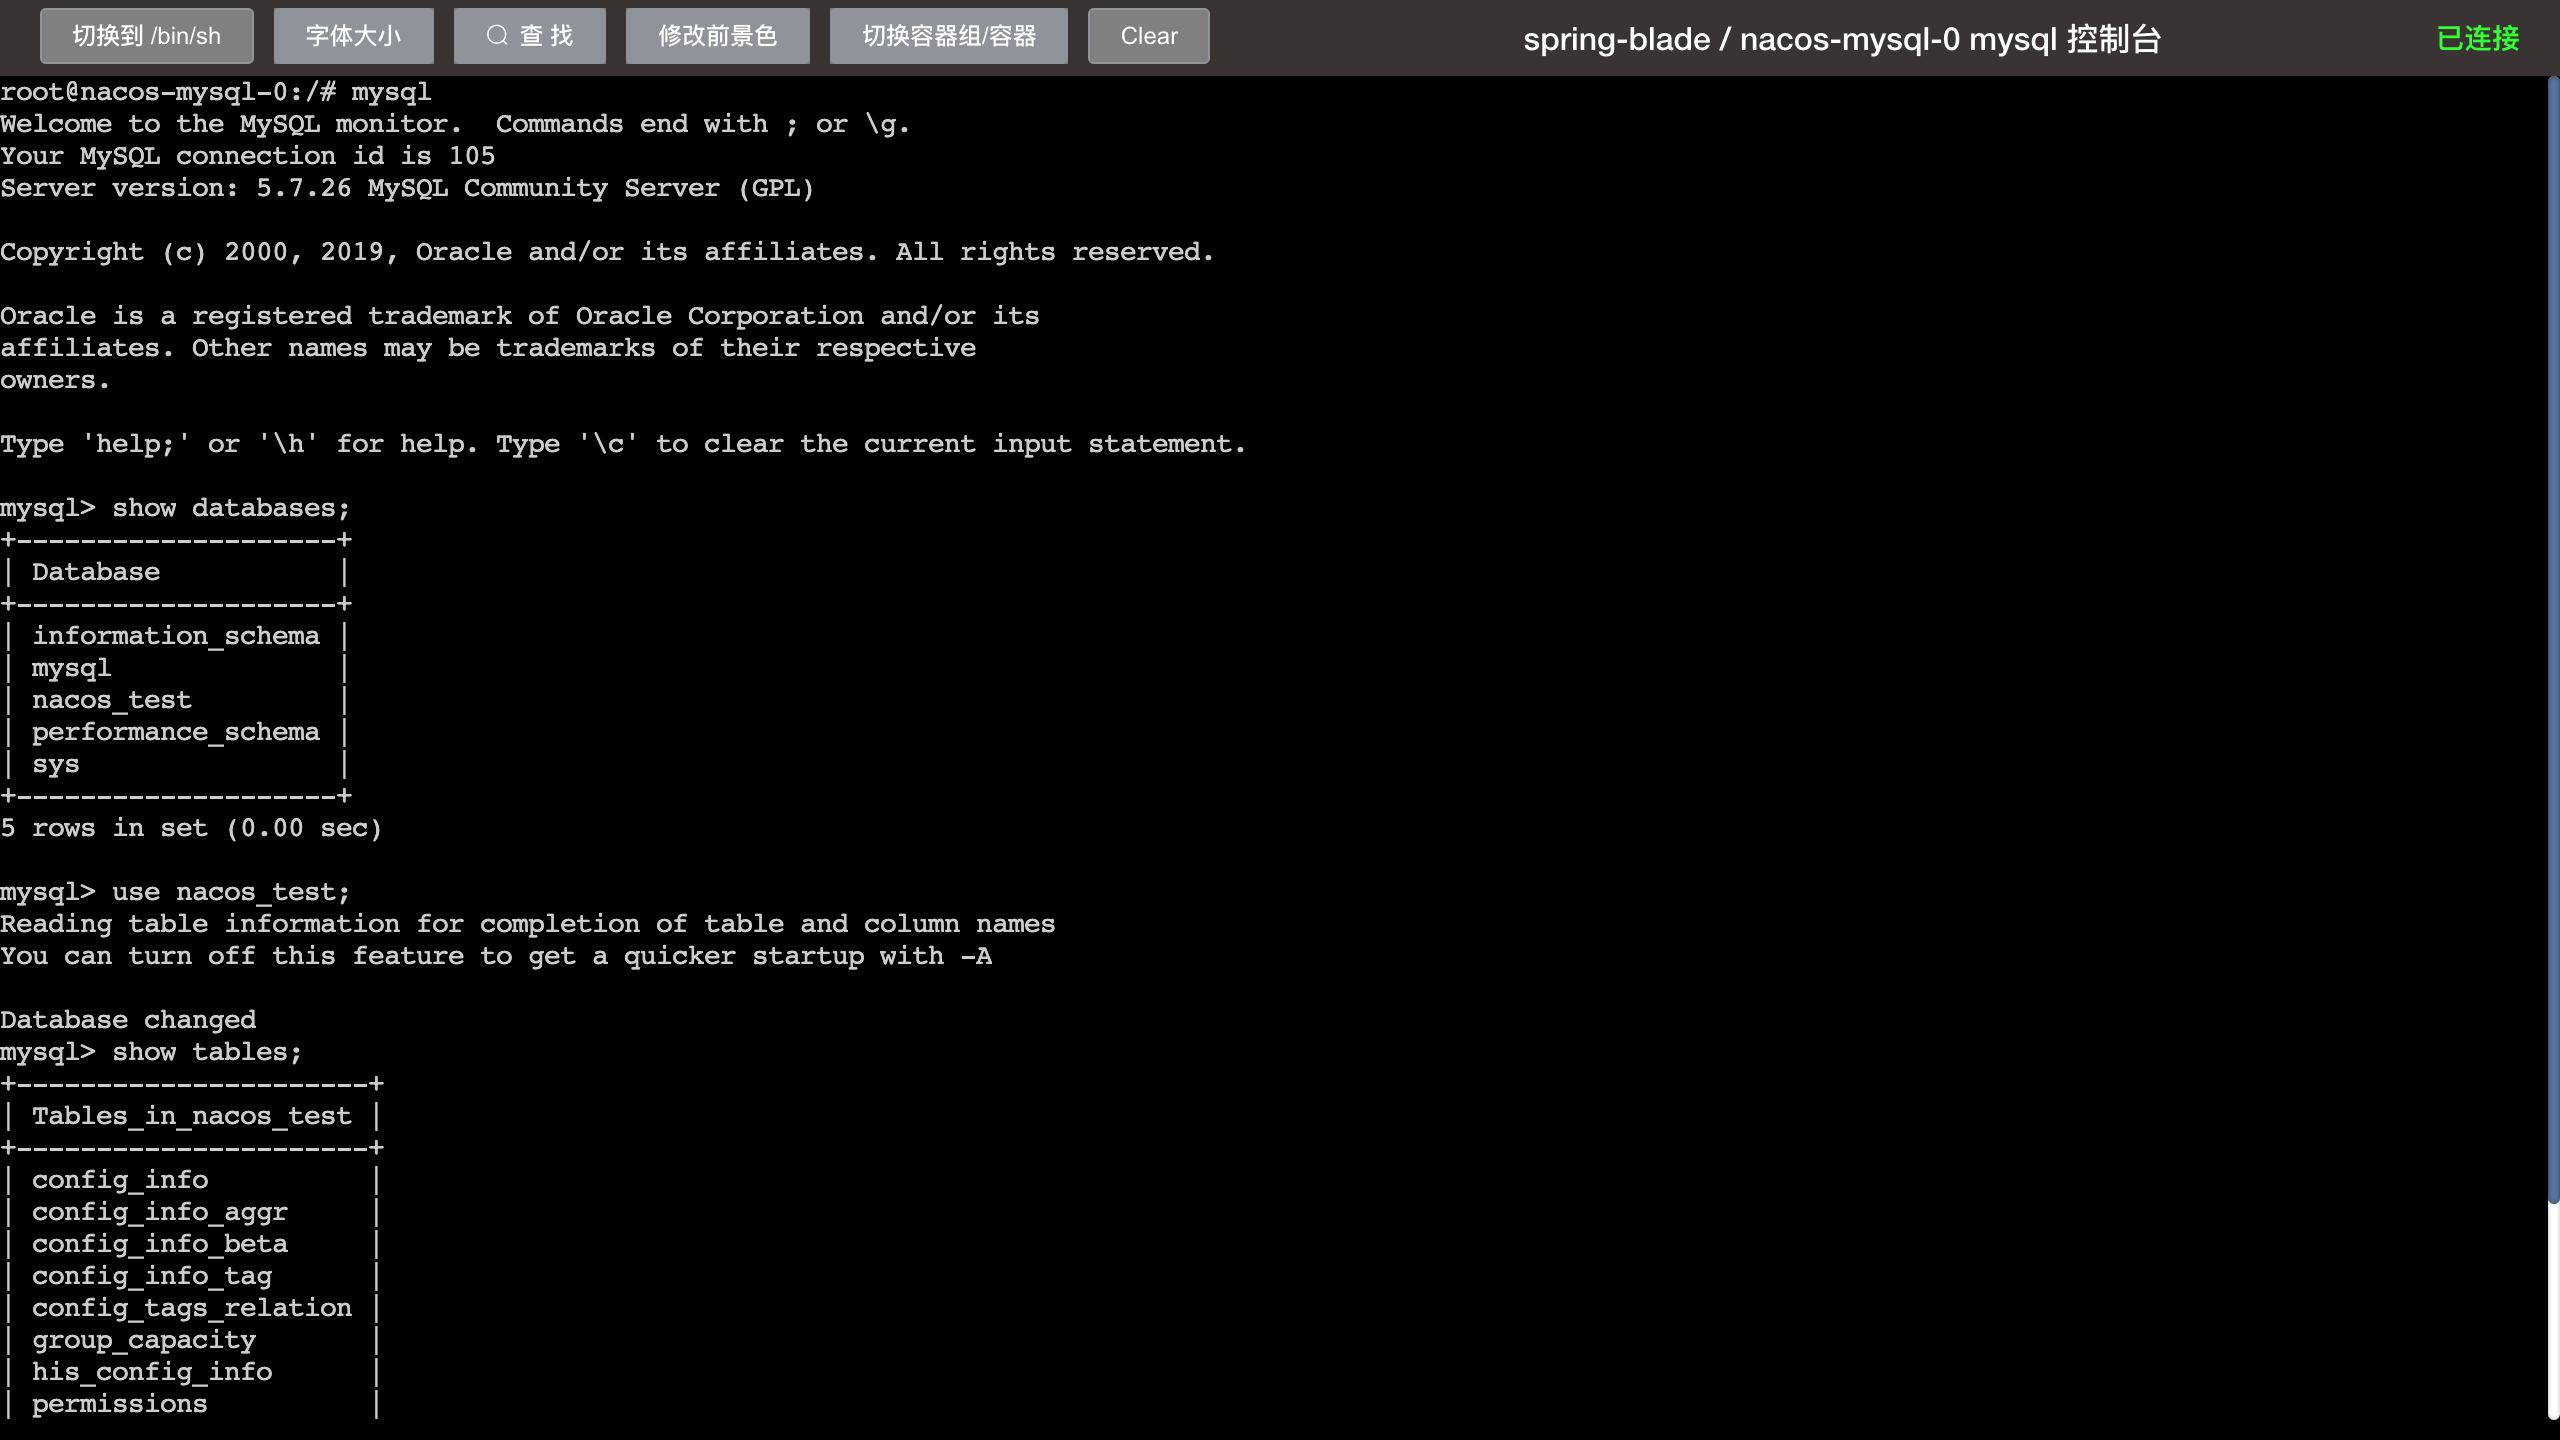 切换到 /bin/sh 字体大小 查 找 修改前景色 切换容器组/容器 Clear spring-blade / nacos-mysql-0 mysql 控制台 已连接
root@nacos-mysql-0:/# mysql
Welcome to the MySQL monitor.  Commands end with ; or \g.
Your MySQL connection id is 105
Server version: 5.7.26 MySQL Community Server (GPL)

Copyright (c) 2000, 2019, Oracle and/or its affiliates. All rights reserved.

Oracle is a registered trademark of Oracle Corporation and/or its
affiliates. Other names may be trademarks of their respective
owners.

Type 'help;' or '\h' for help. Type '\c' to clear the current input statement.

mysql> show databases;
+--------------------+
| Database           |
+--------------------+
| information_schema |
| mysql              |
| nacos_test         |
| performance_schema |
| sys                |
+--------------------+
5 rows in set (0.00 sec)

mysql> use nacos_test;
Reading table information for completion of table and column names
You can turn off this feature to get a quicker startup with -A

Database changed
mysql> show tables;
+----------------------+
| Tables_in_nacos_test |
+----------------------+
| config_info          |
| config_info_aggr     |
| config_info_beta     |
| config_info_tag      |
| config_tags_relation |
| group_capacity       |
| his_config_info      |
| permissions          |